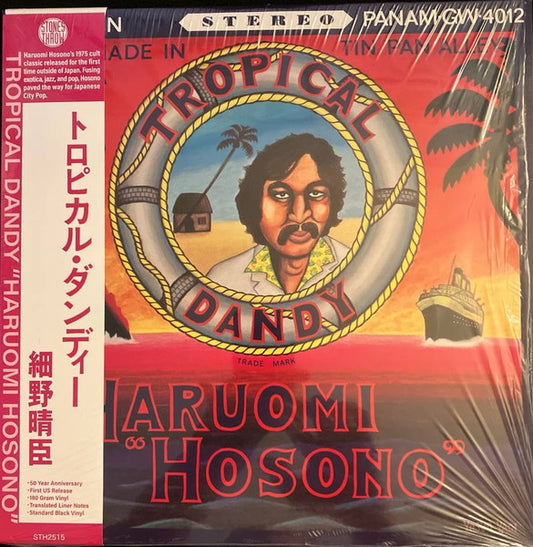 STONES
THROW
Haruomi Hosono's 1975 cult
classic released for the first
time outside of Japan. Fusing
exotica, jazz, and pop, Hosono
paved the way for Japanese
City Pop.
TROPICAL DANDY "HARUOMI HOSONO"
トロピカル・ダンディー
細野晴臣
• 50 Year Anniversary
• First US Release
• 180 Gram Vinyl
• Translated Liner Notes
• Standard Black Vinyl
STH2515
N
STEREO
PANAM GW-4012
ADE IN
TIN PAN ALLEY
TROPICAL
DANDY
TRADE MARK
HARUOMI
"HOSONO"